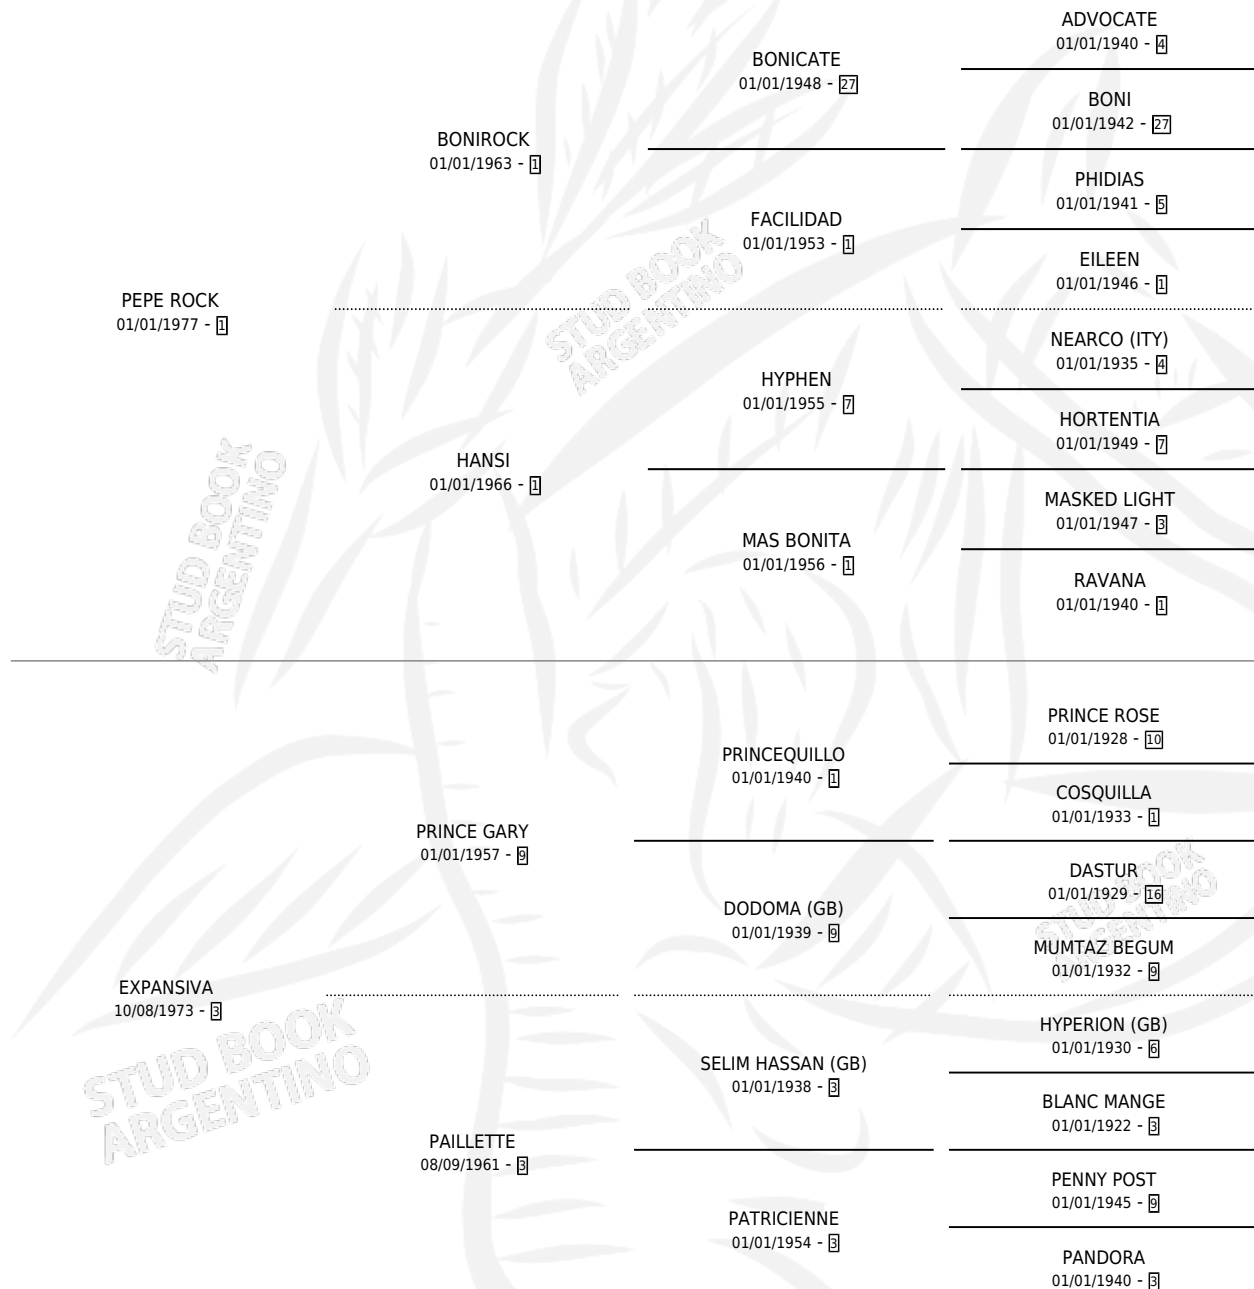 ADVOCATE
01/01/1940 - 4
BONICATE
01/01/1948 - 27
BONI
01/01/1942 - 27
BONIROCK
01/01/1963 - 1
PHIDIAS
01/01/1941 - 5
FACILIDAD
01/01/1953 - 1
EILEEN
01/01/1946 - 1
PEPE ROCK
01/01/1977 - 1
NEARCO (ITY)
01/01/1935 - 4
HYPHEN
01/01/1955 - 7
HORTENTIA
01/01/1949 - 7
HANSI
01/01/1966 - 1
MASKED LIGHT
01/01/1947 - 3
MAS BONITA
01/01/1956 - 1
RAVANA
01/01/1940 - 1
STUD BOOK
ARGENTINO
STUD BOOK
ARGENTINO
PRINCE ROSE
01/01/1928 - 10
PRINCEQUILLO
01/01/1940 - 1
COSQUILLA
01/01/1933 - 1
PRINCE GARY
01/01/1957 - 9
DASTUR
01/01/1929 - 16
DODOMA (GB)
01/01/1939 - 9
MUMTAZ BEGUM
01/01/1932 - 9
EXPANSIVA
10/08/1973 - 3
HYPERION (GB)
01/01/1930 - 6
SELIM HASSAN (GB)
01/01/1938 - 3
BLANC MANGE
01/01/1922 - 3
PAILLETTE
08/09/1961 - 3
PENNY POST
01/01/1945 - 9
PATRICIENNE
01/01/1954 - 3
PANDORA
01/01/1940 - 3
STUD BOOK
ARGENTINO
STUD BOOK
ARGENTINO